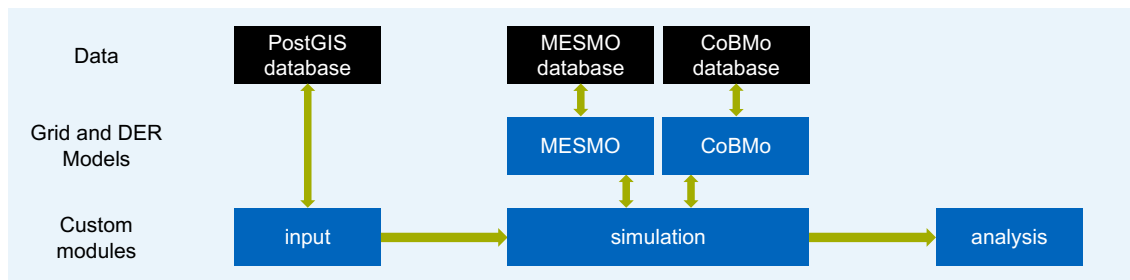 Data
PostGIS
database
MESMO
database
CoBMo
database
Grid and DER
Models
MESMO
CoBMo
Custom
modules
input
simulation
analysis